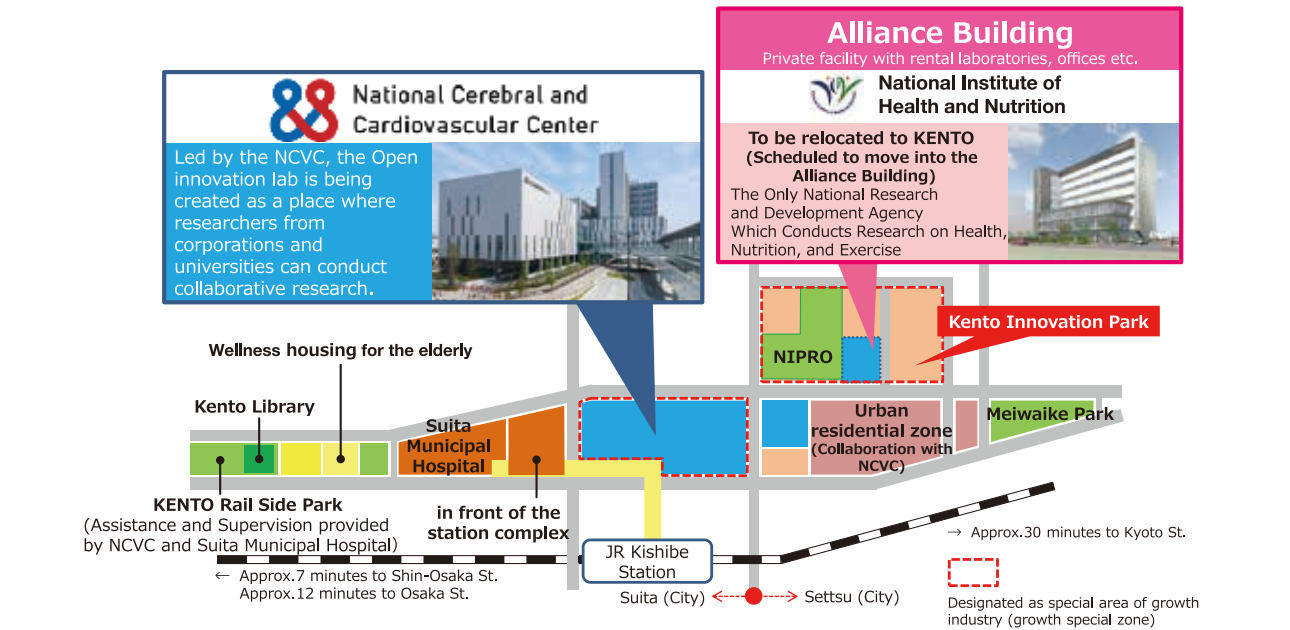 Alliance Building
Private facility with rental laboratories, offices etc.
National Institute of
Health and Nutrition
To be relocated to KENTO
(Scheduled to move into the
Alliance Building)
The Only National Research
and Development Agency
Which Conducts Research on Health,
Nutrition, and Exercise
National Cerebral and
Cardiovascular Center
Led by the NCVC, the Open
innovation lab is being
created as a place where
researchers from
corporations and
universities can conduct
collaborative research.
Kento Innovation Park
NIPRO
Wellness housing for the elderly
Kento Library
Suita
Municipal
Hospital
Urban
residential zone
(Collaboration with
NCVC)
Meiwaike Park
KENTO Rail Side Park
(Assistance and Supervision provided
by NCVC and Suita Municipal Hospital)
in front of the
station complex
JR Kishibe
Station
→ Approx.30 minutes to Kyoto St.
← Approx.7 minutes to Shin-Osaka St.
Approx.12 minutes to Osaka St.
Suita (City)
Settsu (City)
Designated as special area of growth
industry (growth special zone)